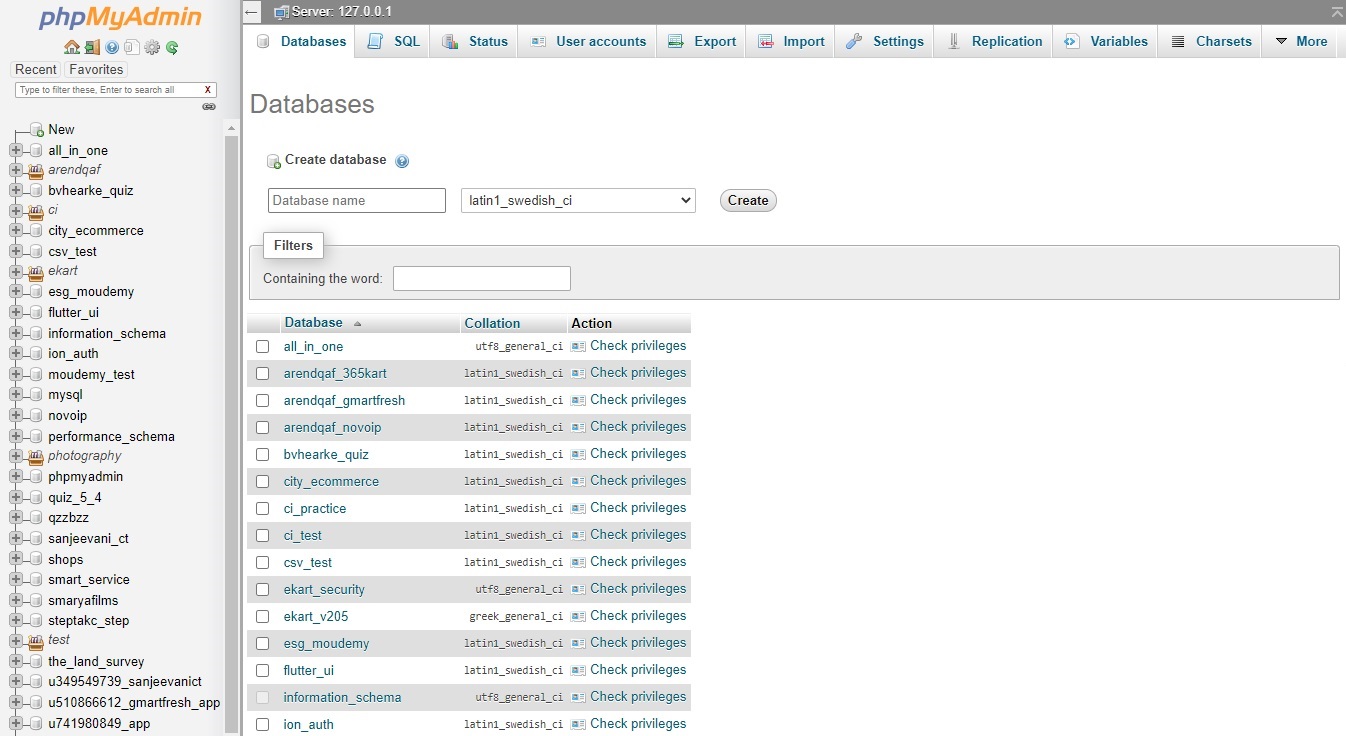 phpMyAdmin
Recent Favorites
Type to filter these, Enter to search all X
New
all_in_one
arendqaf
bvhearke_quiz
ci
city_ecommerce
csv_test
ekart
esg_moudemy
flutter_ui
information_schema
ion_auth
moudemy_test
mysql
novoip
performance_schema
photography
phpmyadmin
quiz_5_4
qzzbzz
sanjeevani_ct
shops
smart_service
smaryafilms
steptakc_step
test
the_land_survey
u349549739_sanjeevanict
u510866612_gmartfresh_app
u741980849_app
Server: 127.0.0.1
Databases SQL Status User accounts Export Import Settings Replication Variables Charsets More
Databases
Create database
Database name latin1_swedish_ci Create
Filters
Containing the word:
Database Collation Action
all_in_one utf8_general_ci Check privileges
arendqaf_365kart latin1_swedish_ci Check privileges
arendqaf_gmartfresh latin1_swedish_ci Check privileges
arendqaf_novoip latin1_swedish_ci Check privileges
bvhearke_quiz latin1_swedish_ci Check privileges
city_ecommerce latin1_swedish_ci Check privileges
ci_practice latin1_swedish_ci Check privileges
ci_test latin1_swedish_ci Check privileges
csv_test latin1_swedish_ci Check privileges
ekart_security utf8_general_ci Check privileges
ekart_v205 greek_general_ci Check privileges
esg_moudemy latin1_swedish_ci Check privileges
flutter_ui latin1_swedish_ci Check privileges
information_schema utf8_general_ci Check privileges
ion_auth latin1_swedish_ci Check privileges